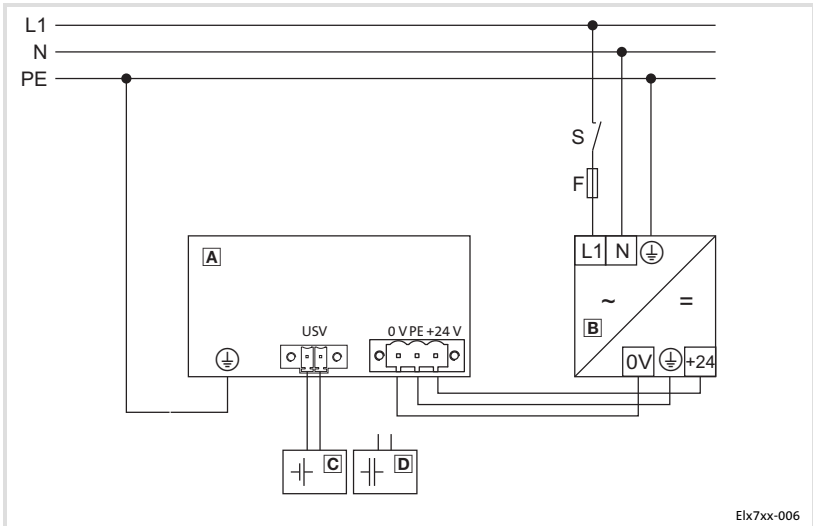 L1
N
PE
S
F
A
L1 N
~ =
B
USV
0 V PE +24 V
0V +24
C D
Elx7xx-006